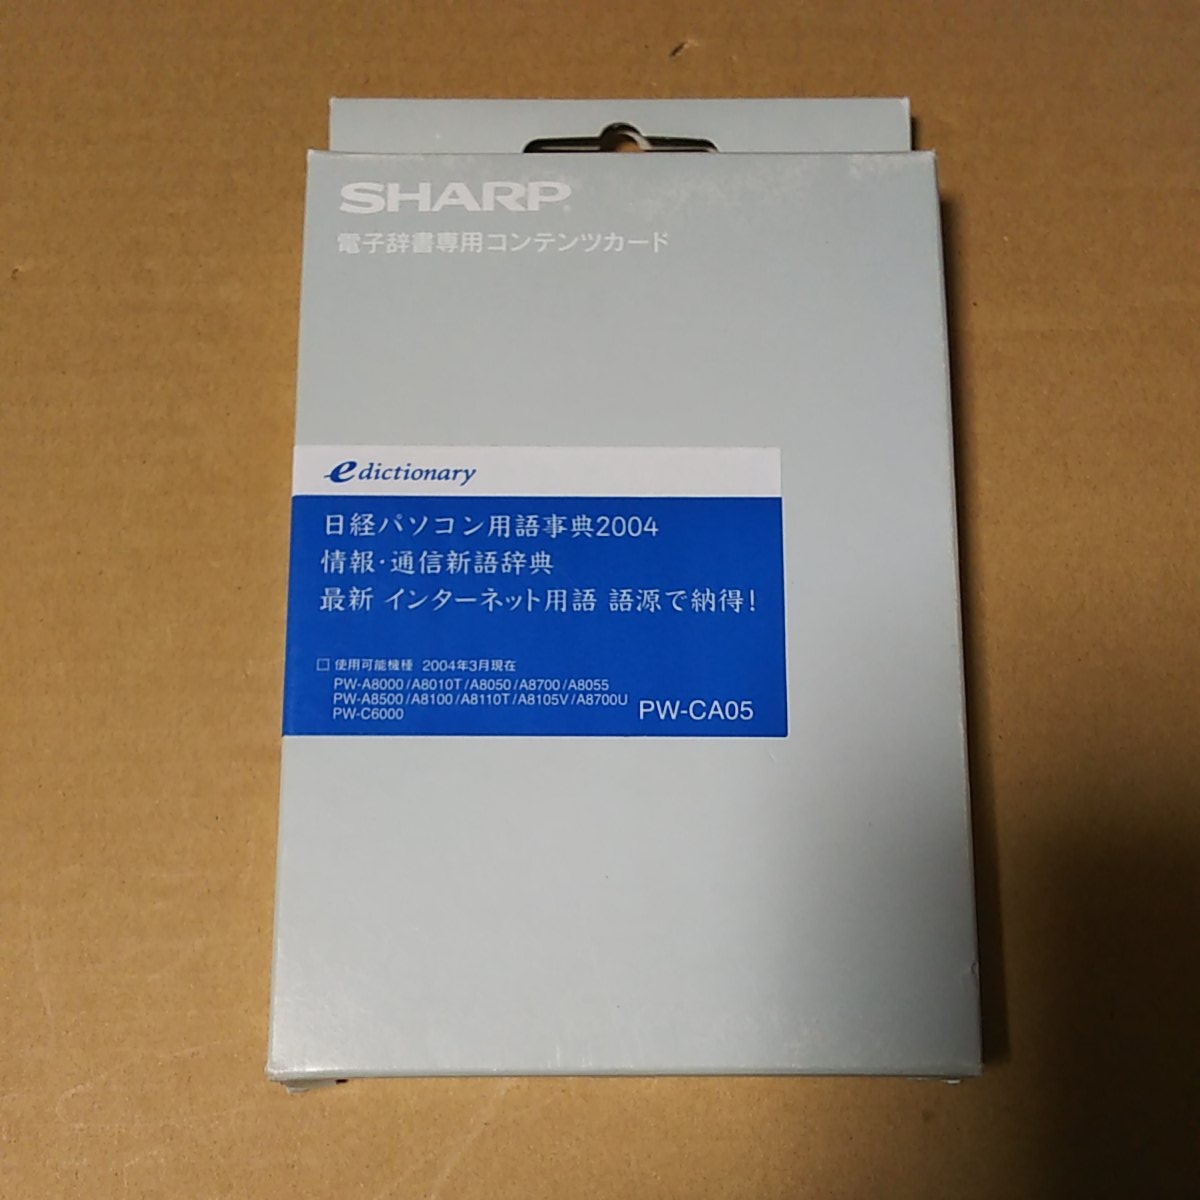 SHARP
電子辞書専用コンテンツカード
edictionary
日経パソコン用語事典2004
情報・通信新語辞典
最新 インターネット用語 語源で納得!
□ 使用可能機種 2004年3月現在
PW-A8000/A8010T/A8050/A8700/A8055
PW-A8500/A8100/A8110T/A8105V/A8700U
PW-C6000
PW-CA05